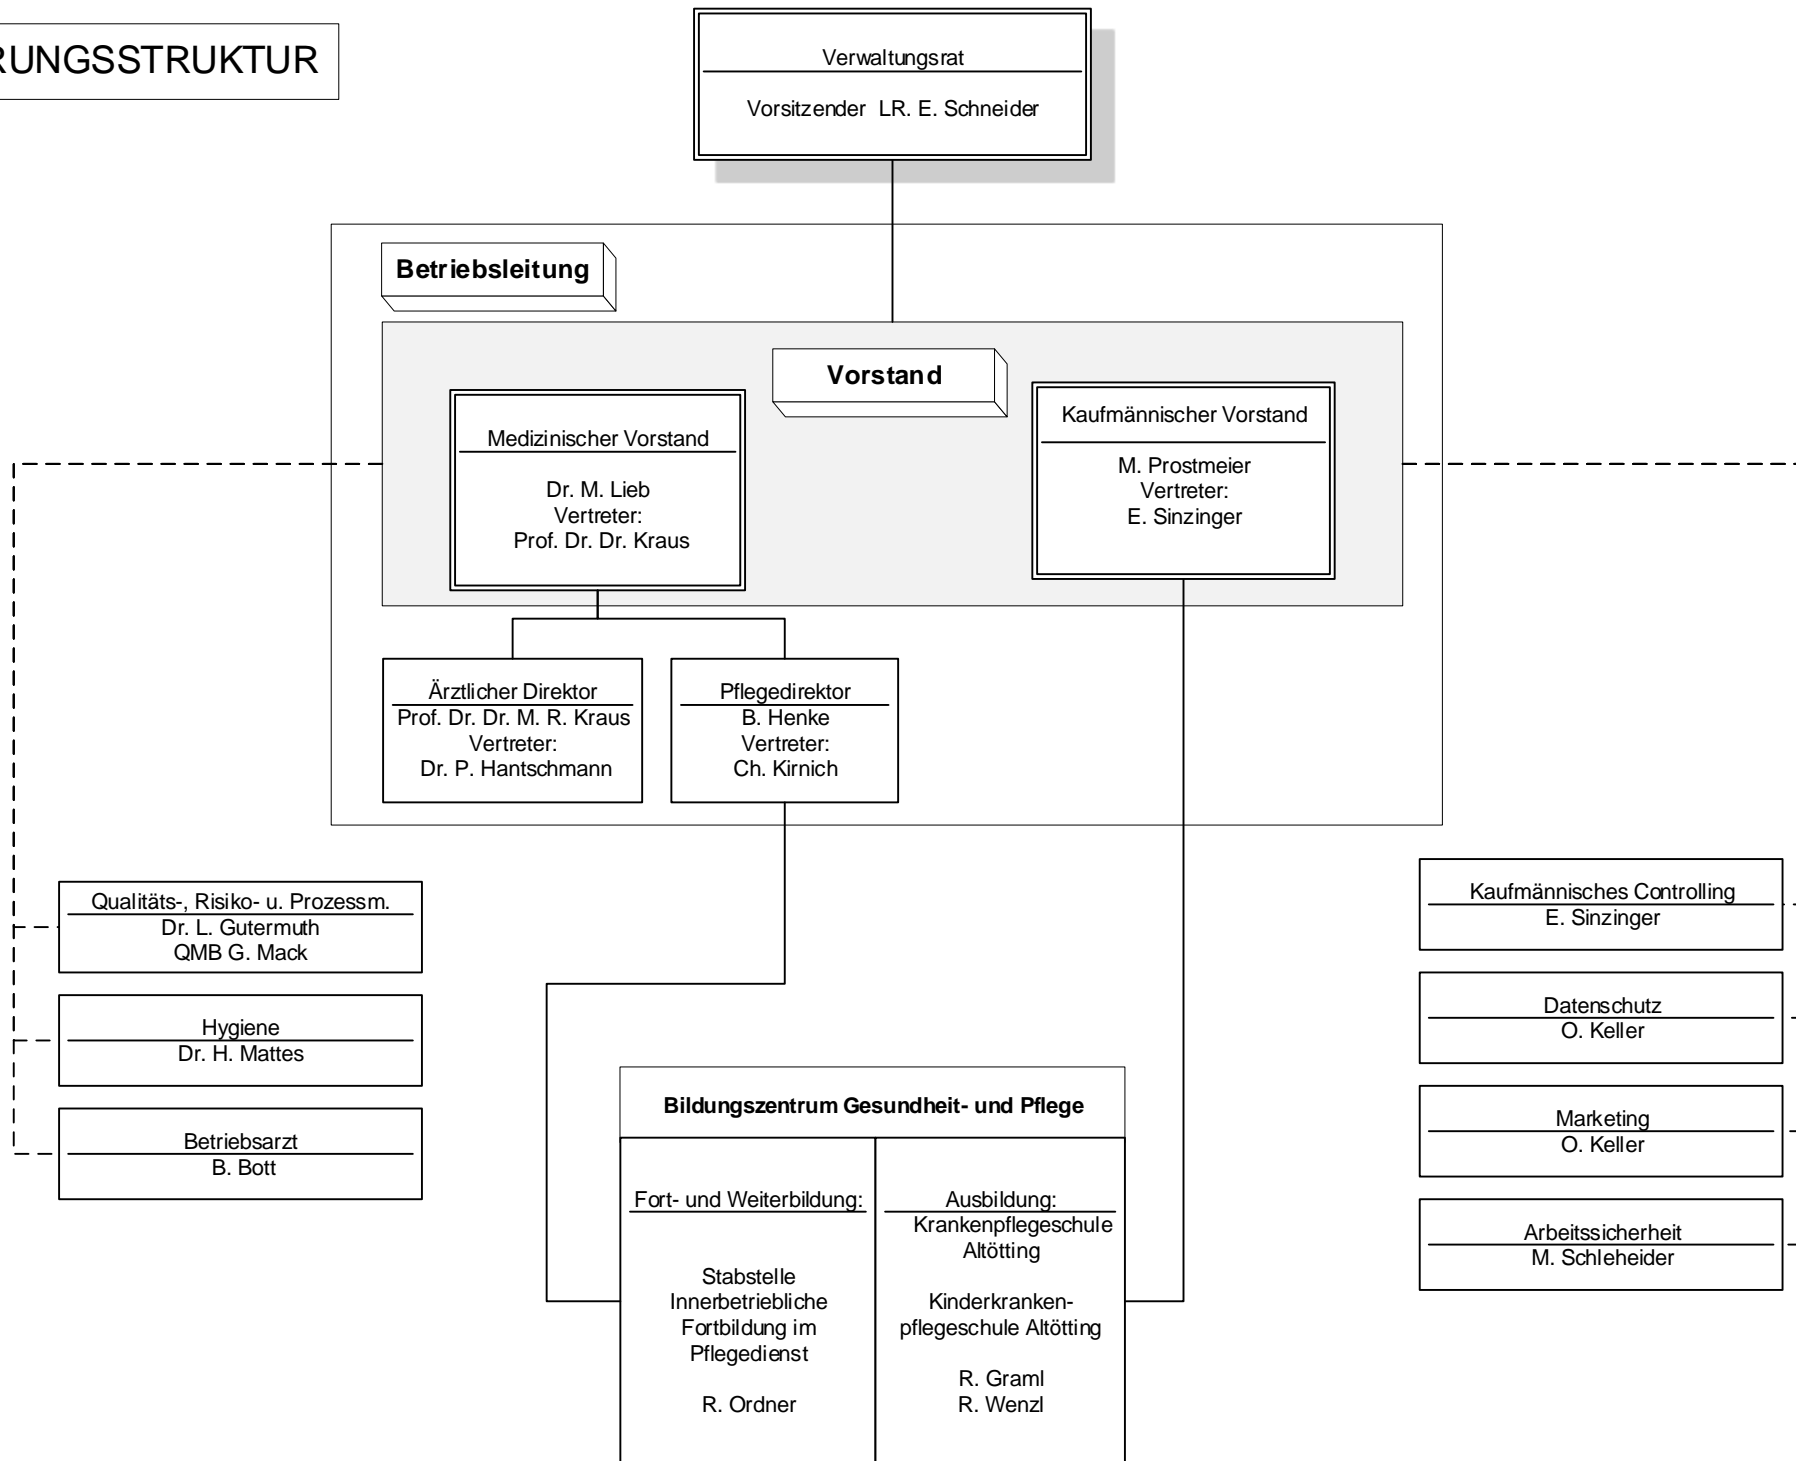 RUNGSSTRUKTUR
Verwaltungsrat
Vorsitzender LR. E. Schneider
Betriebsleitung
Vorstand
Medizinischer Vorstand
Dr. M. Lieb
Vertreter:
Prof. Dr. Dr. Kraus
Kaufmännischer Vorstand
M. Prostmeier
Vertreter:
E. Sinzinger
Ärztlicher Direktor
Prof. Dr. Dr. M. R. Kraus
Vertreter:
Dr. P. Hantschmann
Pflegedirektor
B. Henke
Vertreter:
Ch. Kirnich
Qualitäts-, Risiko- u. Prozessm.
Dr. L. Gutermuth
QMB G. Mack
Hygiene
Dr. H. Mattes
Betriebsarzt
B. Bott
Kaufmännisches Controlling
E. Sinzinger
Datenschutz
O. Keller
Marketing
O. Keller
Arbeitssicherheit
M. Schleheider
Bildungszentrum Gesundheit- und Pflege
Fort- und Weiterbildung:
Stabstelle
Innerbetriebliche
Fortbildung im
Pflegedienst
R. Ordner
Ausbildung:
Krankenpflegeschule
Altötting
Kinderkranken-
pflegeschule Altötting
R. Graml
R. Wenzl